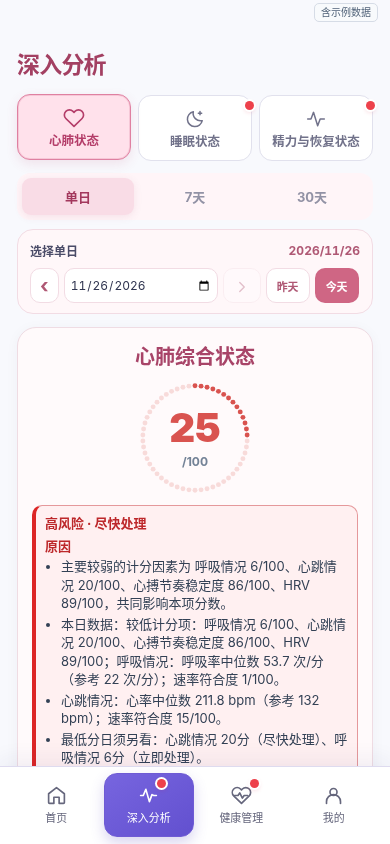 含示例数据
深入分析
心肺状态
睡眠状态
精力与恢复状态
单日
7天
30天
选择单日
2026/11/26
11/26/2026
昨天
今天
心肺综合状态
25
/100
高风险 · 尽快处理
原因
• 主要较弱的计分因素为 呼吸情况 6/100、心跳情
况 20/100、心搏节奏稳定度 86/100、HRV
89/100，共同影响本项分数。
• 本日数据：较低计分项：呼吸情况 6/100、心跳情
况 20/100、心搏节奏稳定度 86/100、HRV
89/100；呼吸情况：呼吸率中位数 53.7 次/分
（参考 22 次/分）；速率符合度 1/100。
• 心跳情况：心率中位数 211.8 bpm（参考 132
bpm）；速率符合度 15/100。
• 最低分日须另看：心跳情况 20分（尽快处理）、呼
吸情况 6分（立即处理）。
首页
深入分析
健康管理
我的